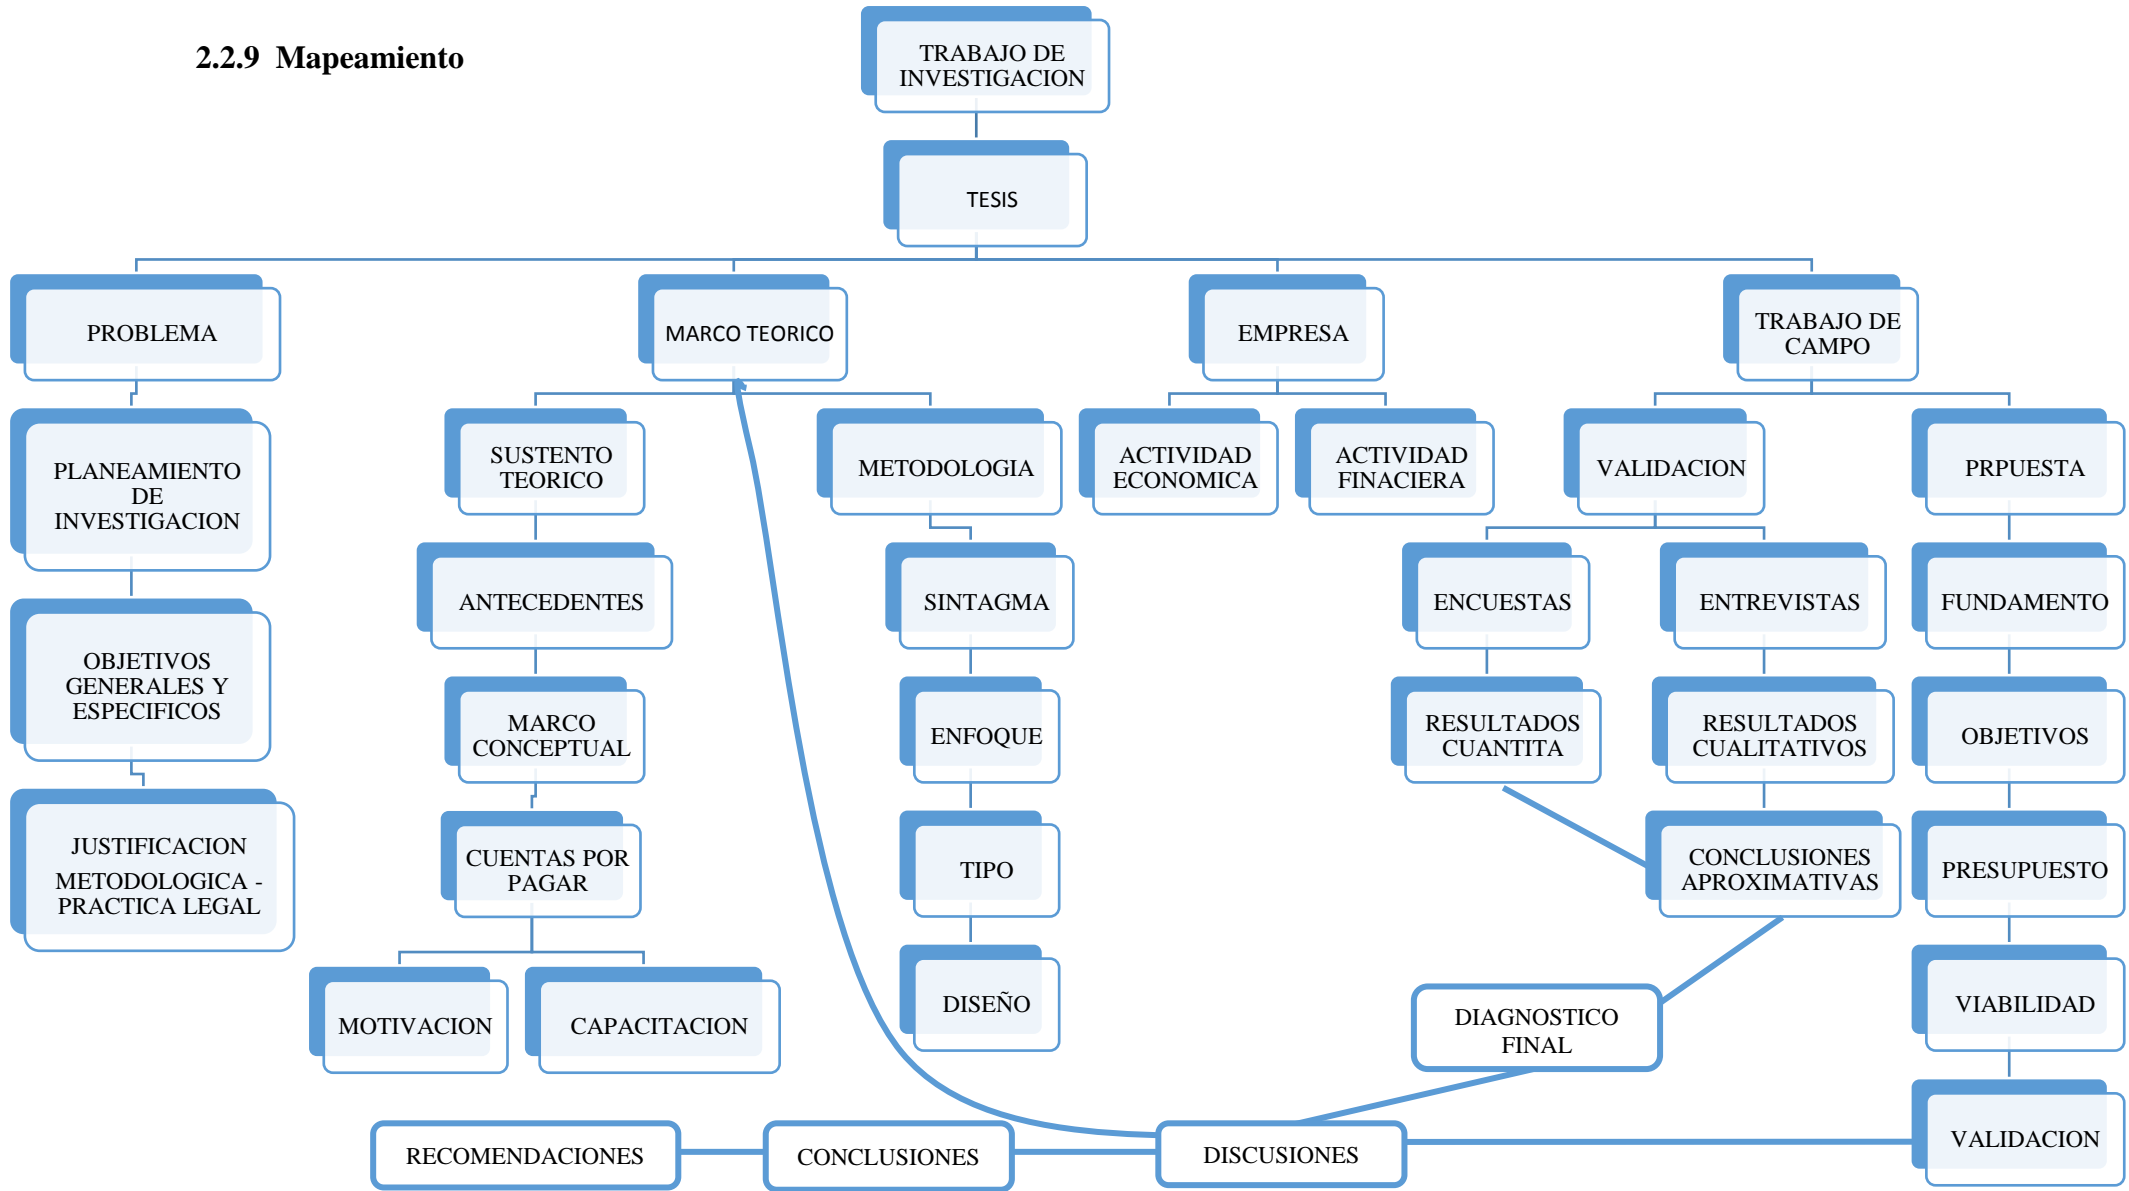 2.2.9 Mapeamiento
TRABAJO DE
INVESTIGACION
TESIS
PROBLEMA
MARCO TEORICO
EMPRESA
TRABAJO DE
CAMPO
PLANEAMIENTO
DE
INVESTIGACION
SUSTENTO
TEORICO
METODOLOGIA
ACTIVIDAD
ECONOMICA
ACTIVIDAD
FINACIERA
VALIDACION
PRPUESTA
OBJETIVOS
GENERALES Y
ESPECIFICOS
ANTECEDENTES
SINTAGMA
ENCUESTAS
ENTREVISTAS
FUNDAMENTO
MARCO
CONCEPTUAL
ENFOQUE
RESULTADOS
CUANTITA
RESULTADOS
CUALITATIVOS
OBJETIVOS
JUSTIFICACION
METODOLOGICA -
PRACTICA LEGAL
CUENTAS POR
PAGAR
TIPO
CONCLUSIONES
APROXIMATIVAS
PRESUPUESTO
MOTIVACION
CAPACITACION
DISEÑO
DIAGNOSTICO
FINAL
VIABILIDAD
RECOMENDACIONES
CONCLUSIONES
DISCUSIONES
VALIDACION